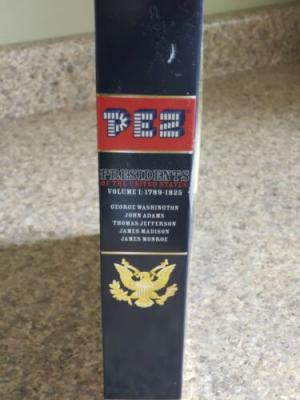 PEZ
PRESIDENTS
OF THE UNITED STATES
VOLUME I: 1789-1825
GEORGE WASHINGTON
JOHN ADAMS
THOMAS JEFFERSON
JAMES MADISON
JAMES MONROE